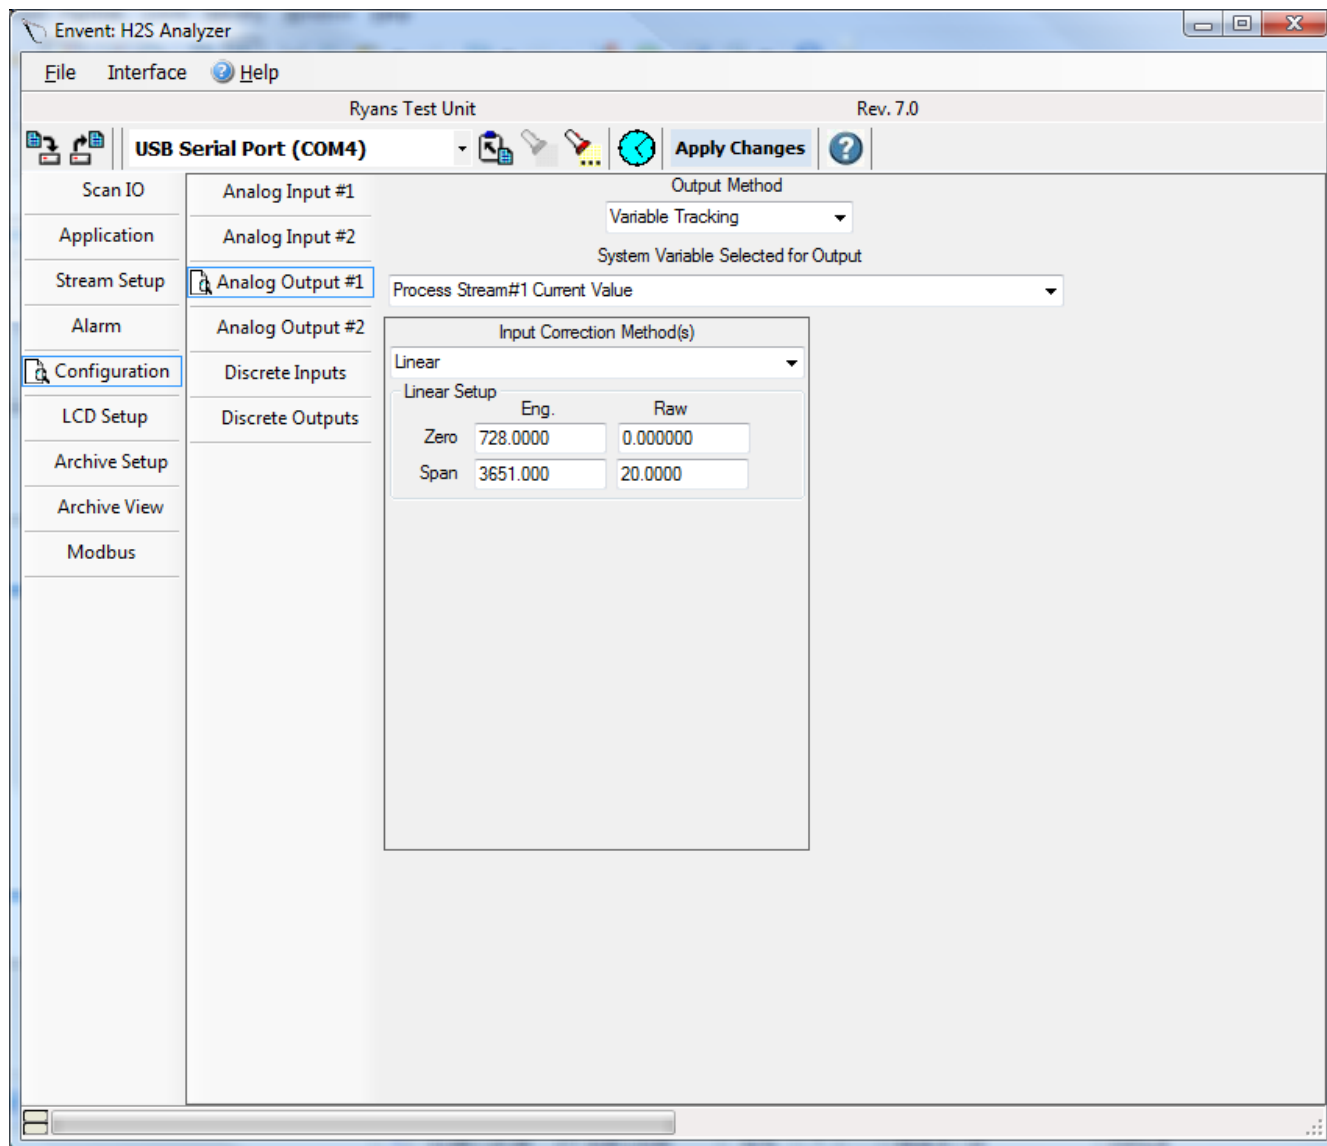 Envent: H2S Analyzer
File Interface Help
Ryans Test Unit Rev. 7.0
USB Serial Port (COM4) Apply Changes
Scan IO
Application
Stream Setup
Alarm
Configuration
LCD Setup
Archive Setup
Archive View
Modbus
Analog Input #1
Analog Input #2
Analog Output #1
Analog Output #2
Discrete Inputs
Discrete Outputs
Output Method
Variable Tracking
System Variable Selected for Output
Process Stream#1 Current Value
Input Correction Method(s)
Linear
Linear Setup
Eng. Raw
Zero 728.0000 0.000000
Span 3651.000 20.0000